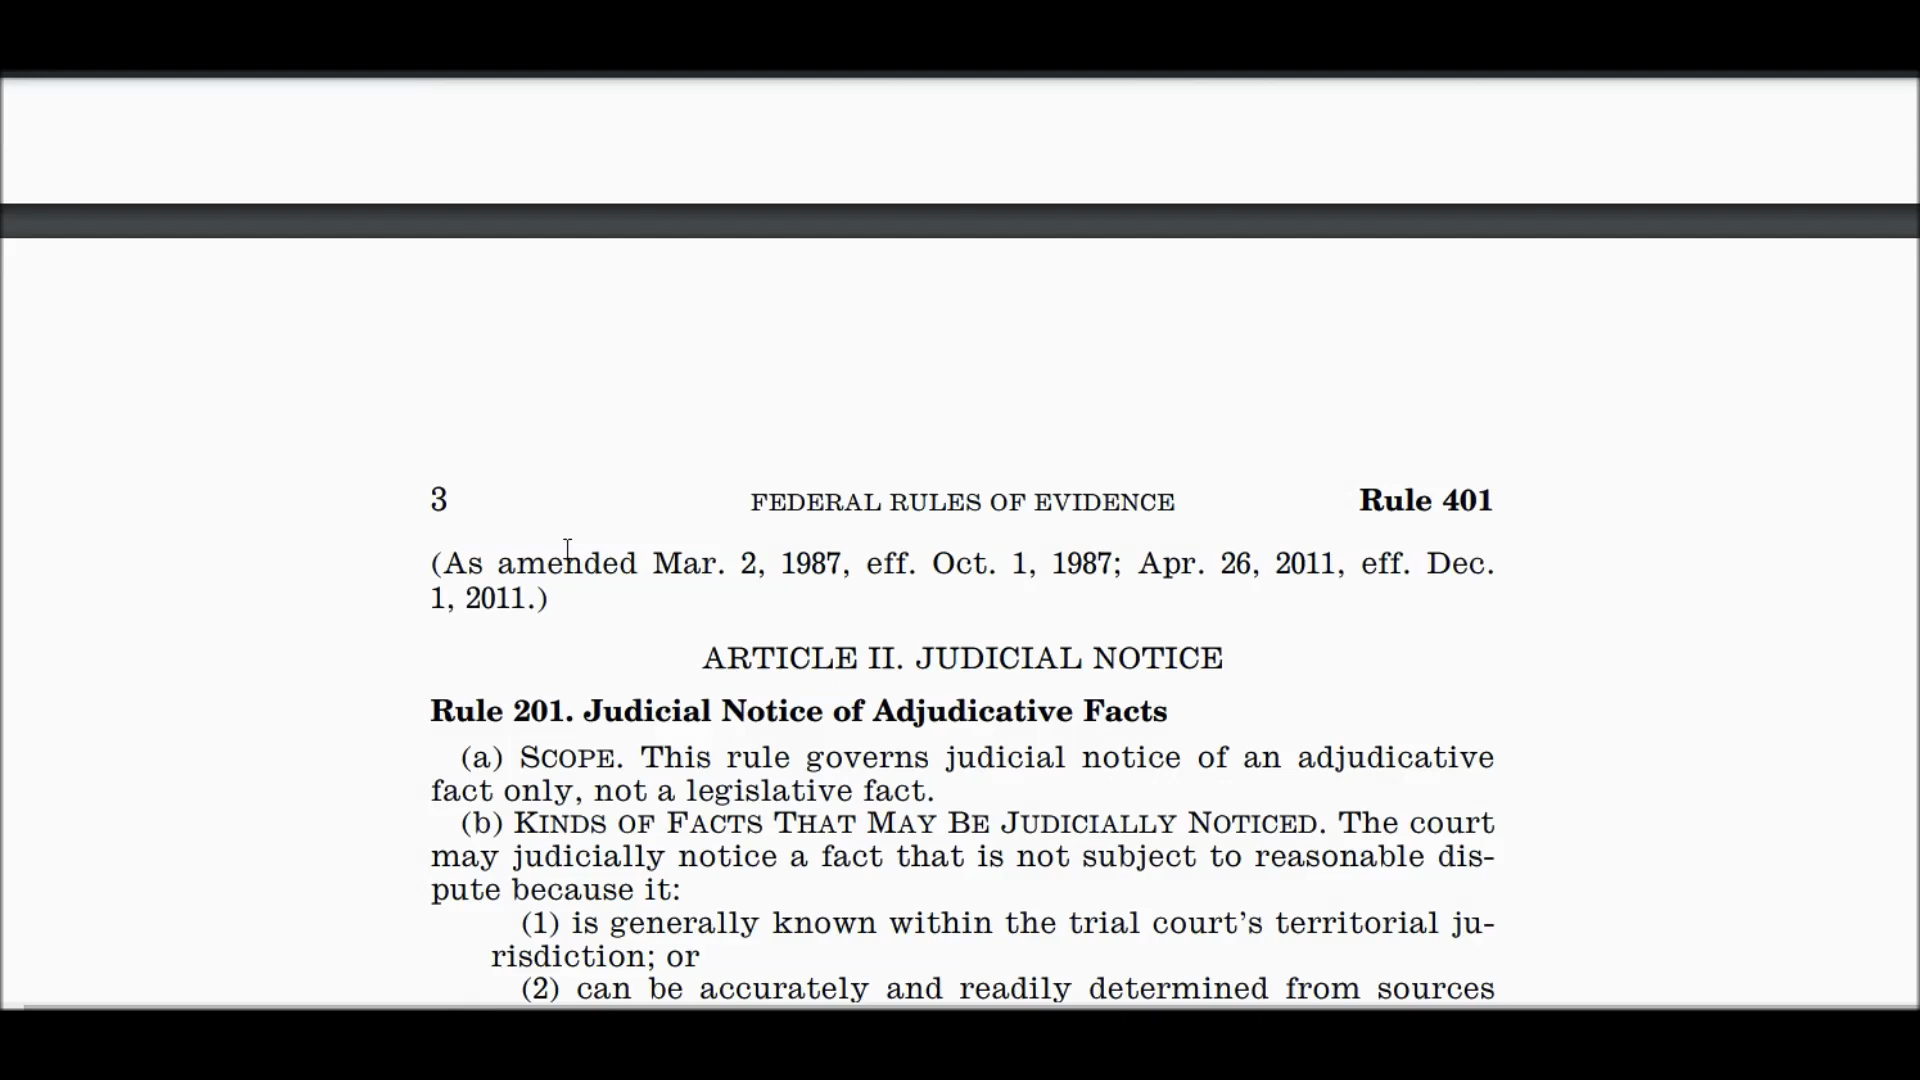 3 FEDERAL RULES OF EVIDENCE Rule 401
(As amended Mar. 2, 1987, eff. Oct. 1, 1987; Apr. 26, 2011, eff. Dec.
1, 2011.)
ARTICLE II. JUDICIAL NOTICE
Rule 201. Judicial Notice of Adjudicative Facts
(a) SCOPE. This rule governs judicial notice of an adjudicative
fact only, not a legislative fact.
(b) KINDS OF FACTS THAT MAY BE JUDICIALLY NOTICED. The court
may judicially notice a fact that is not subject to reasonable dis-
pute because it:
(1) is generally known within the trial court’s territorial ju-
risdiction; or
(2) can be accurately and readily determined from sources